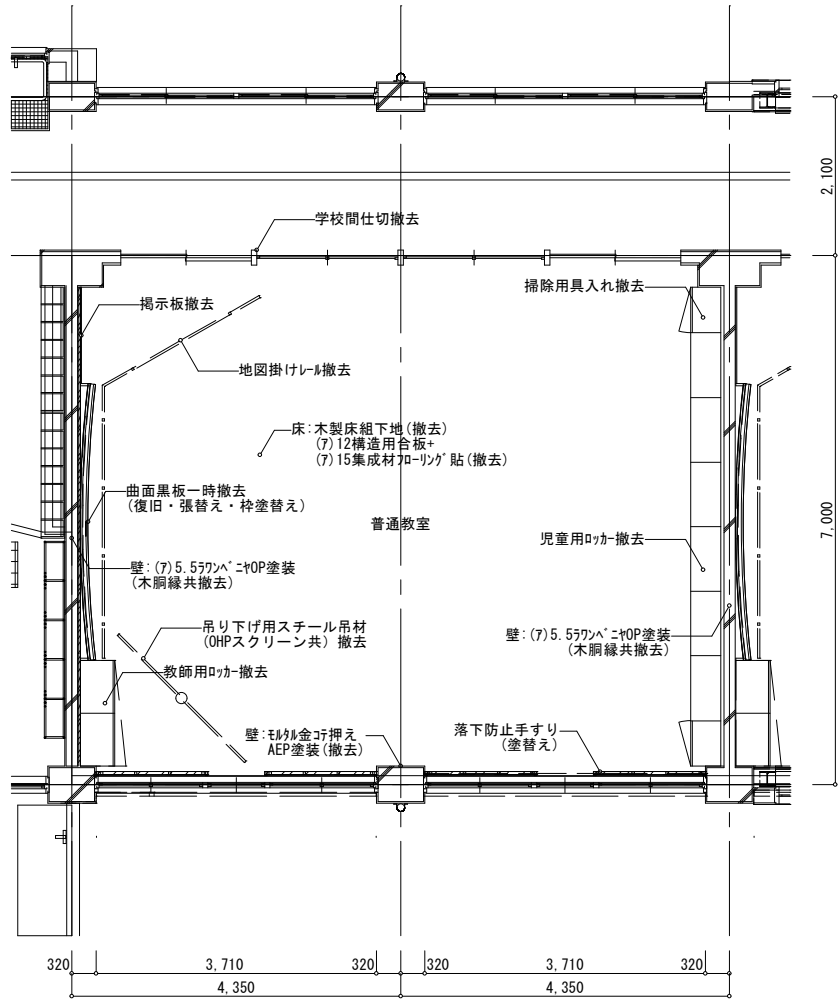 2,100
学校間仕切撤去
掃除用具入れ撤去
掲示板撤去
地図掛けﾚｰﾙ撤去
床：木製床組下地(撤去)
(ｱ)12構造用合板+
(ｱ)15集成材ﾌﾛｰﾘﾝｸﾞ貼(撤去)
曲面黒板一時撤去
(復旧・張替え・枠塗替え)
普通教室
7,000
児童用ﾛｯｶｰ撤去
壁：(ｱ)5.5ﾗﾜﾝﾍﾞﾆﾔOP塗装
(木胴縁共撤去)
吊り下げ用スチール吊材
(OHPスクリーン共) 撤去
壁：(ｱ)5.5ﾗﾜﾝﾍﾞﾆﾔOP塗装
(木胴縁共撤去)
教師用ﾛｯｶｰ撤去
壁：ﾓﾙﾀﾙ金ｺﾃ押え
AEP塗装(撤去)
落下防止手すり
(塗替え)
320 3,710 320 320 3,710 320
4,350 4,350